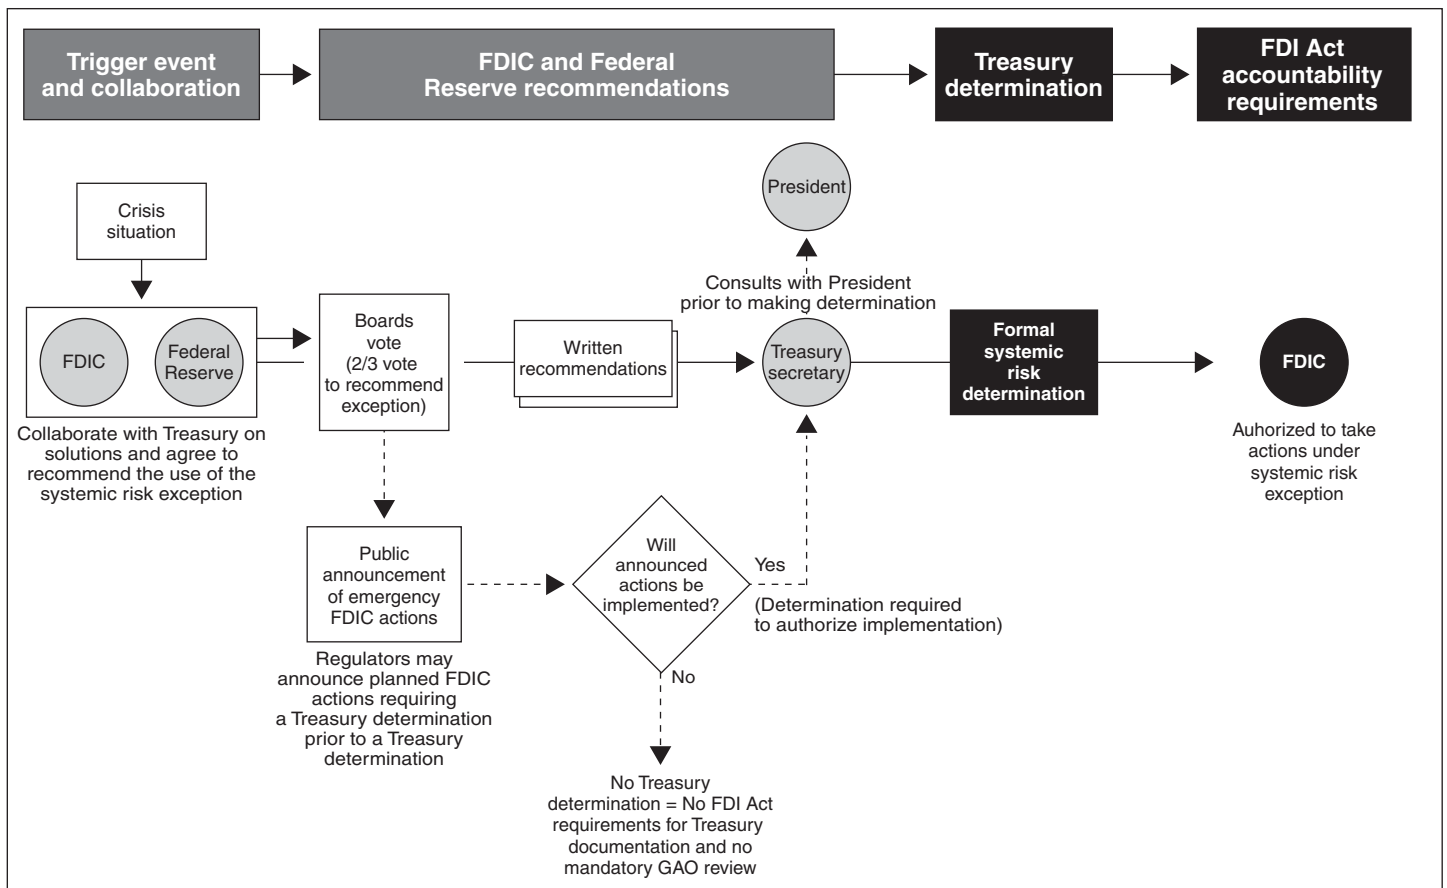 Trigger event
and collaboration
FDIC and Federal
Reserve recommendations
Treasury
determination
FDI Act
accountability
requirements
President
Crisis
situation
Consults with President
prior to making determination
FDIC
Federal
Reserve
Boards
vote
(2/3 vote
to recommend
exception)
Written
recommendations
Treasury
secretary
Formal
systemic
risk
determination
FDIC
Collaborate with Treasury on
solutions and agree to
recommend the use of the
systemic risk exception
Auhorized to take
actions under
systemic risk
exception
Public
announcement
of emergency
FDIC actions
Will
announced
actions be
implemented?
Yes
(Determination required
to authorize implementation)
Regulators may
announce planned FDIC
actions requiring
a Treasury determination
prior to a Treasury
determination
No
No Treasury
determination = No FDI Act
requirements for Treasury
documentation and no
mandatory GAO review